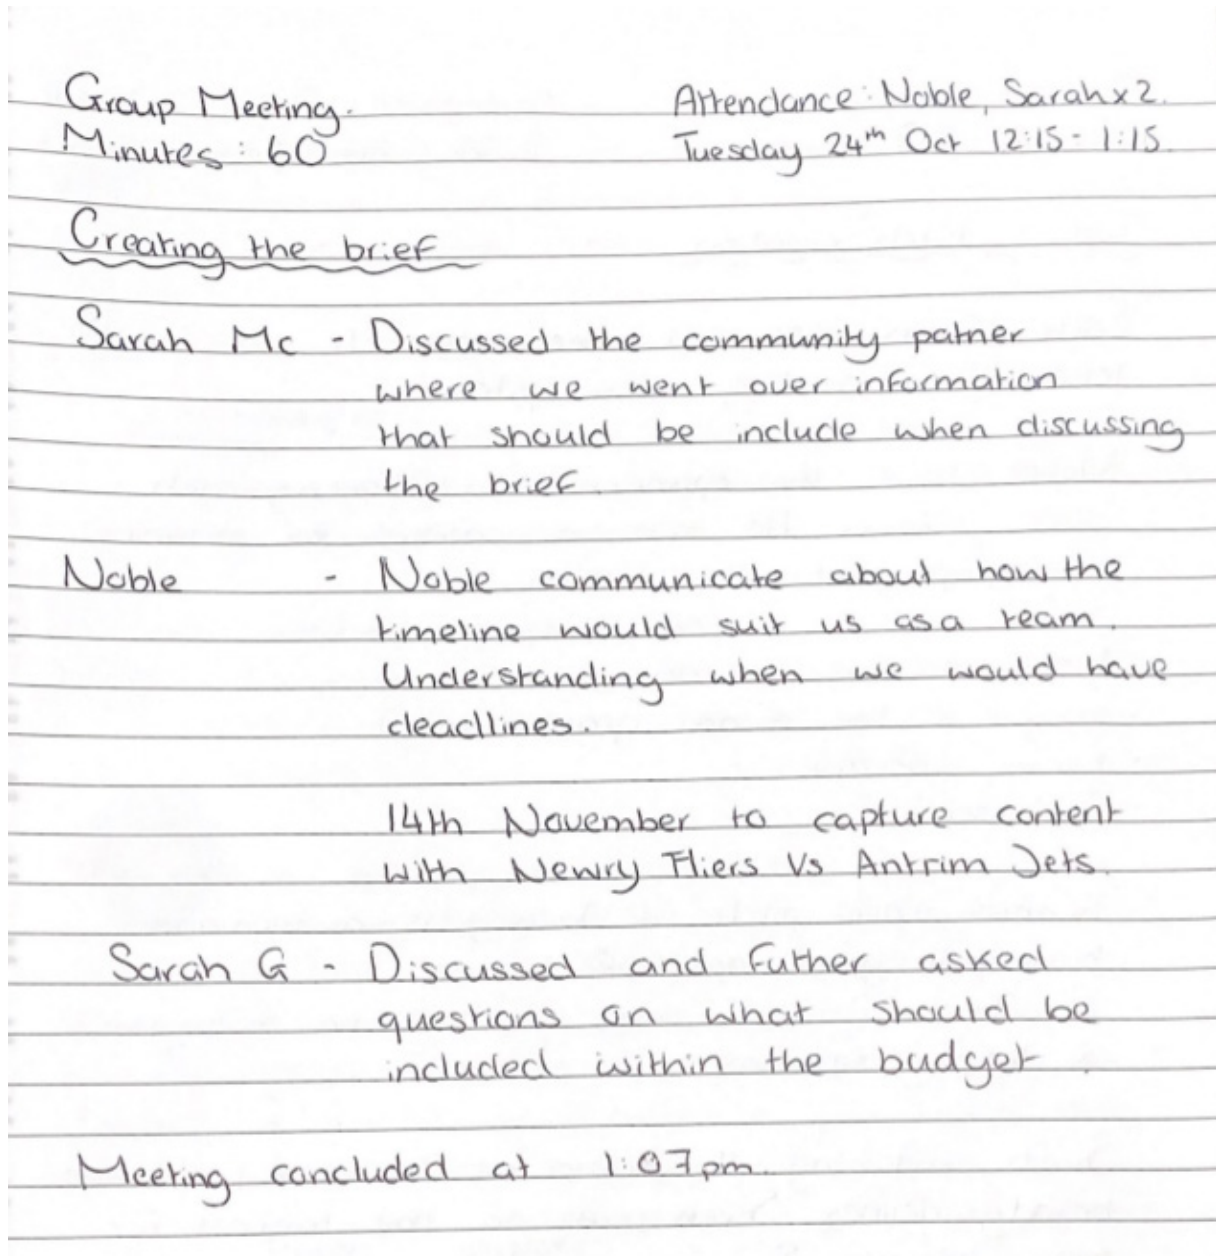 Group Meeting.
Attendance: Noble, Sarah x 2.
Minutes: 60
Tuesday 24th Oct 12:15 - 1:15.
Creating the brief
Sarah Mc - Discussed the community patner
where we went over information
that should be include when discussing
the brief.
Noble - Noble communicate about how the
timeline would suit us as a team.
Understanding when we would have
deadllines.
14th November to capture content
with Newry Fliers Vs Antrim Jets.
Sarah G - Discussed and futher asked
questions on what should be
included within the budget.
Meeting concluded at 1:07pm.